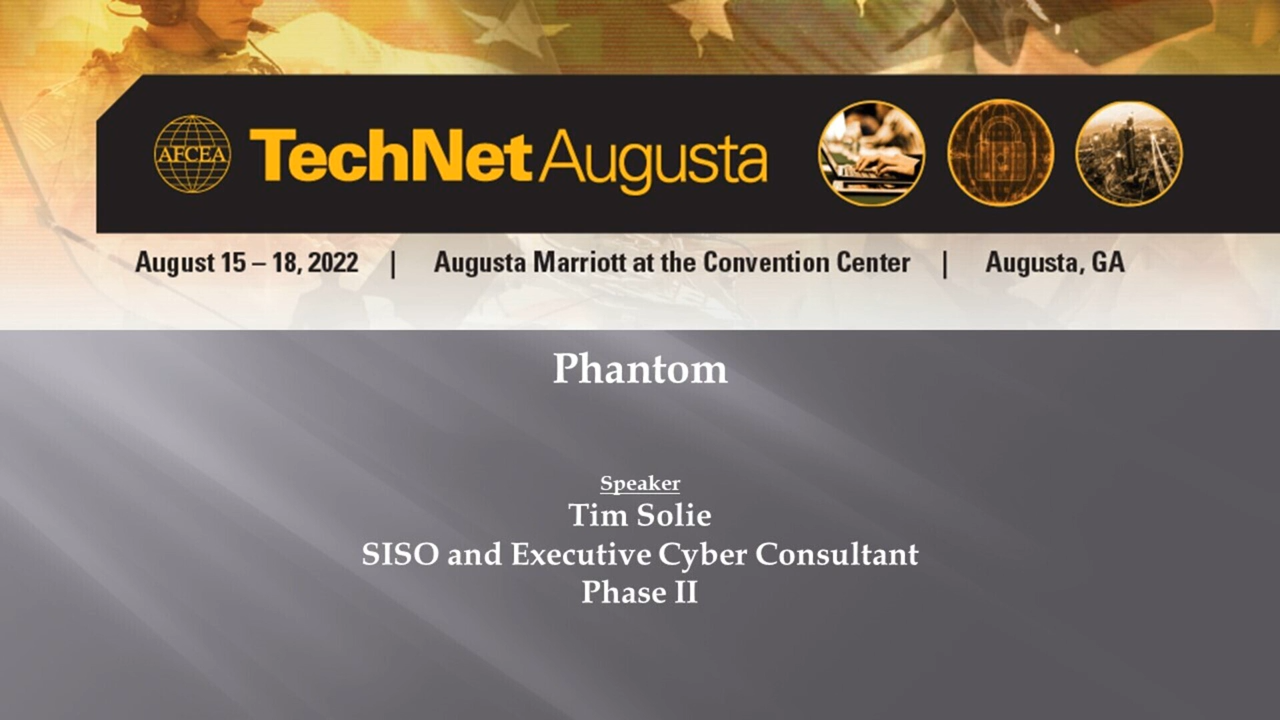 AFCEA
TechNet Augusta
August 15 – 18, 2022 | Augusta Marriott at the Convention Center | Augusta, GA
Phantom
Speaker
Tim Solie
SISO and Executive Cyber Consultant
Phase II